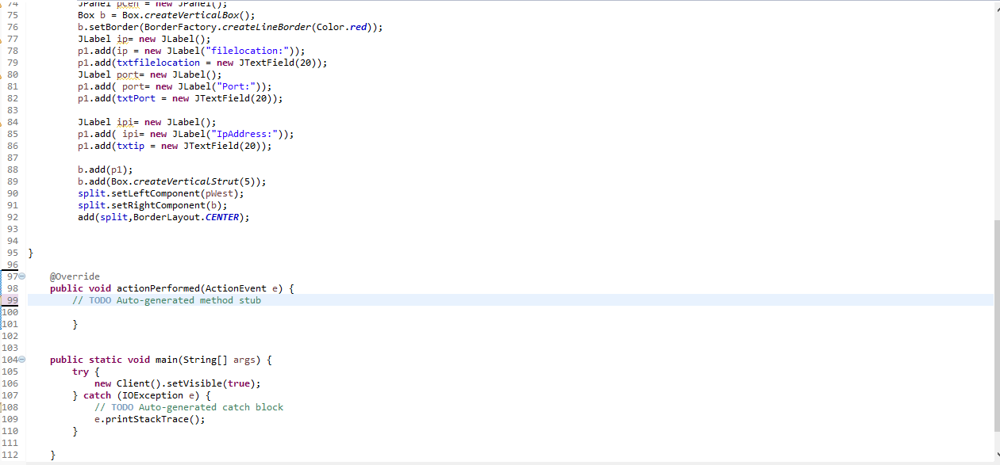 74 JPanel pCen = new JPanel();
75 Box b = Box.createVerticalBox();
76 b.setBorder(BorderFactory.createLineBorder(Color.red));
77 JLabel ip= new JLabel();
78 p1.add(ip = new JLabel("filelocation:"));
79 p1.add(txtfilelocation = new JTextField(20));
80 JLabel port= new JLabel();
81 p1.add( port= new JLabel("Port:"));
82 p1.add(txtPort = new JTextField(20));
83
84 JLabel ipi= new JLabel();
85 p1.add( ipi= new JLabel("IpAddress:"));
86 p1.add(txtip = new JTextField(20));
87
88 b.add(p1);
89 b.add(Box.createVerticalStrut(5));
90 split.setLeftComponent(pWest);
91 split.setRightComponent(b);
92 add(split,BorderLayout.CENTER);
93
94
95 }
96
97 @Override
98 public void actionPerformed(ActionEvent e) {
99 // TODO Auto-generated method stub
100
101 }
102
103
104 public static void main(String[] args) {
105 try {
106 new Client().setVisible(true);
107 } catch (IOException e) {
108 // TODO Auto-generated catch block
109 e.printStackTrace();
110 }
111
112 }